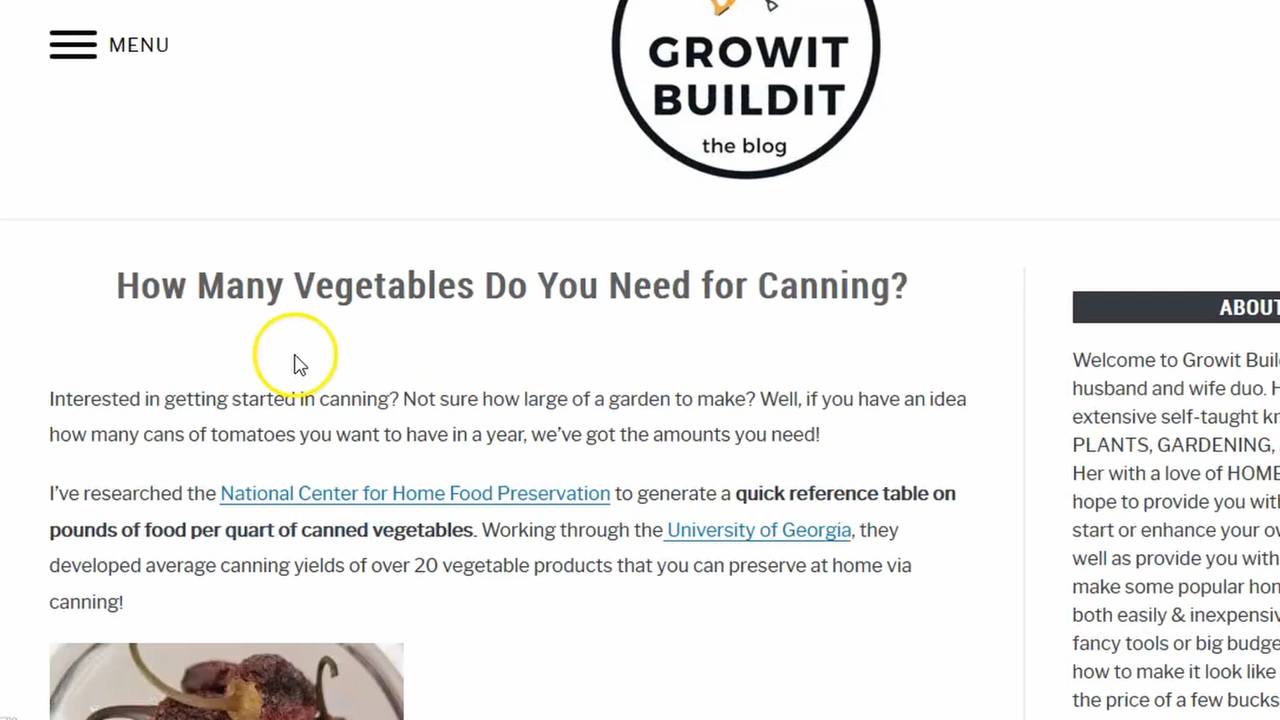 MENU
GROWIT
BUILDIT
the blog
How Many Vegetables Do You Need for Canning?
Interested in getting started in canning? Not sure how large of a garden to make? Well, if you have an idea
how many cans of tomatoes you want to have in a year, we’ve got the amounts you need!
I’ve researched the National Center for Home Food Preservation to generate a quick reference table on
pounds of food per quart of canned vegetables. Working through the University of Georgia, they
developed average canning yields of over 20 vegetable products that you can preserve at home via
canning!
ABOUT
Welcome to Growit Buil
husband and wife duo. H
extensive self-taught kn
PLANTS, GARDENING,
Her with a love of HOME
hope to provide you with
start or enhance your ow
well as provide you with
make some popular hom
both easily & inexpensiv
fancy tools or big budge
how to make it look like
the price of a few bucks